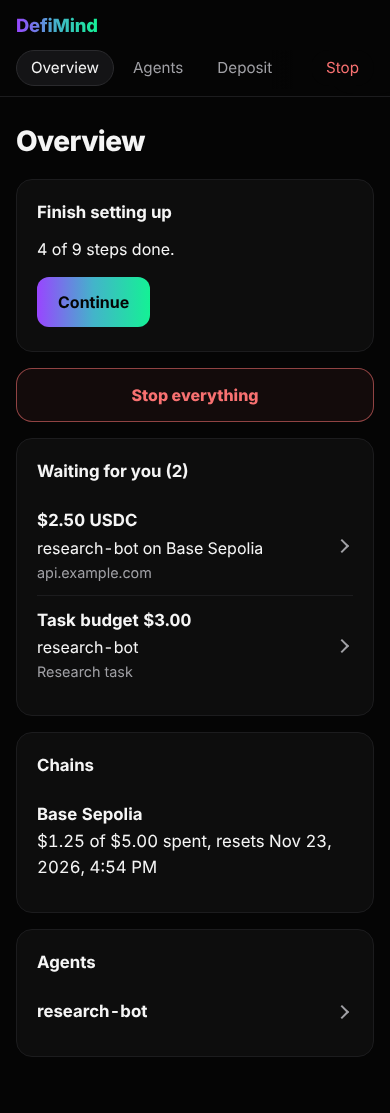 DefiMind
Overview
Agents
Deposit
Stop
Overview
Finish setting up
4 of 9 steps done.
Continue
Stop everything
Waiting for you (2)
$2.50 USDC
research-bot on Base Sepolia
api.example.com
Task budget $3.00
research-bot
Research task
Chains
Base Sepolia
$1.25 of $5.00 spent, resets Nov 23,
2026, 4:54 PM
Agents
research-bot